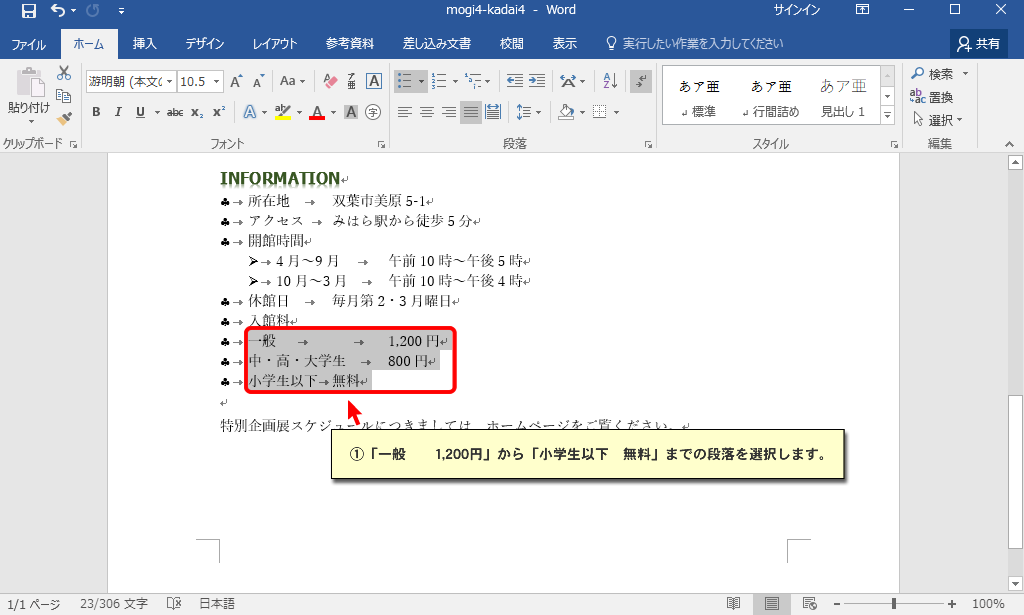 mogi4-kadai4 - Word
サインイン
ファイル ホーム 挿入 デザイン レイアウト 参考資料 差し込み文書 校閲 表示 実行したい作業を入力してください 共有
貼り付け
クリップボード
游明朝 (本文の 10.5 A A Aa A
B I U abc x₂ x² A ab A A 字
フォント
段落
あア亜 あア亜 あア亜
↲標準 ↲行間詰め 見出し 1
スタイル
検索
置換
選択
編集
INFORMATION↵
♣→所在地 → 双葉市美原 5-1↵
♣→アクセス → みはら駅から徒歩 5 分↵
♣→開館時間↵
➢→4 月～9 月 → 午前 10 時～午後 5 時↵
➢→10 月～3 月 → 午前 10 時～午後 4 時↵
♣→休館日 → 毎月第 2・3 月曜日↵
♣→入館料↵
♣→一般 → → 1,200 円↵
♣→中・高・大学生 → 800 円↵
♣→小学生以下→無料↵
↵
特別企画展スケジュールにつきましては、ホームページをご覧ください。↵
①「一般　　1,200円」から「小学生以下　無料」までの段落を選択します。
1/1 ページ 23/306 文字 日本語 100%